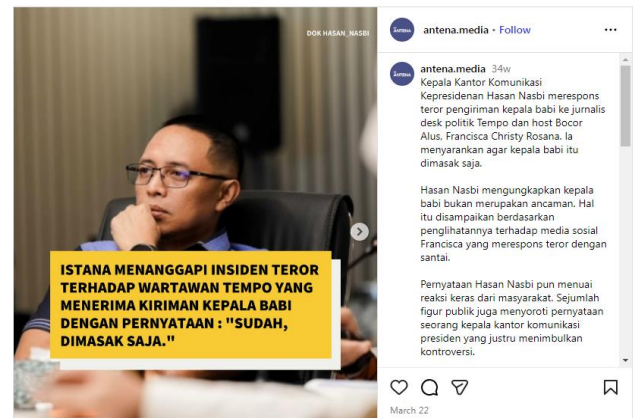 DOK HASAN_NASBI
ISTANA MENANGGAPI INSIDEN TEROR
TERHADAP WARTAWAN TEMPO YANG
MENERIMA KIRIMAN KEPALA BABI
DENGAN PERNYATAAN : "SUDAH,
DIMASAK SAJA."
antena.media • Follow
antena.media 34w
Kepala Kantor Komunikasi
Kepresidenan Hasan Nasbi merespons
teror pengiriman kepala babi ke jurnalis
desk politik Tempo dan host Bocor
Alus, Francisca Christy Rosana. Ia
menyarankan agar kepala babi itu
dimasak saja.
Hasan Nasbi mengungkapkan kepala
babi bukan merupakan ancaman. Hal
itu disampaikan berdasarkan
penglihatannya terhadap media sosial
Francisca yang merespons teror dengan
santai.
Pernyataan Hasan Nasbi pun menuai
reaksi keras dari masyarakat. Sejumlah
figur publik juga menyoroti pernyataan
seorang kepala kantor komunikasi
presiden yang justru menimbulkan
kontroversi.
March 22